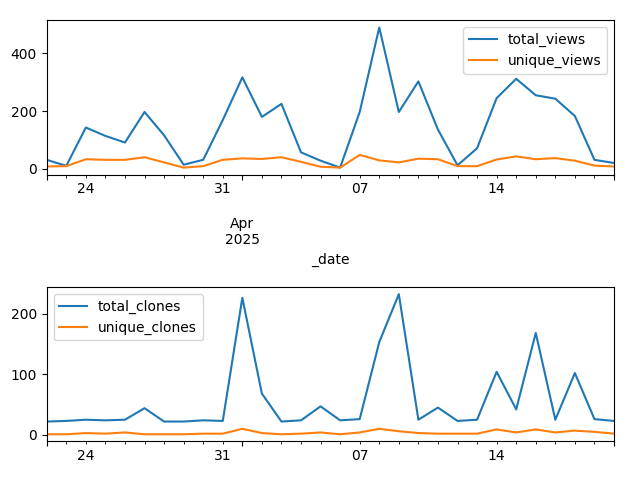 400
200
0
total_views
unique_views
24
31
07
14
Apr
2025
_date
200
100
0
total_clones
unique_clones
24
31
07
14